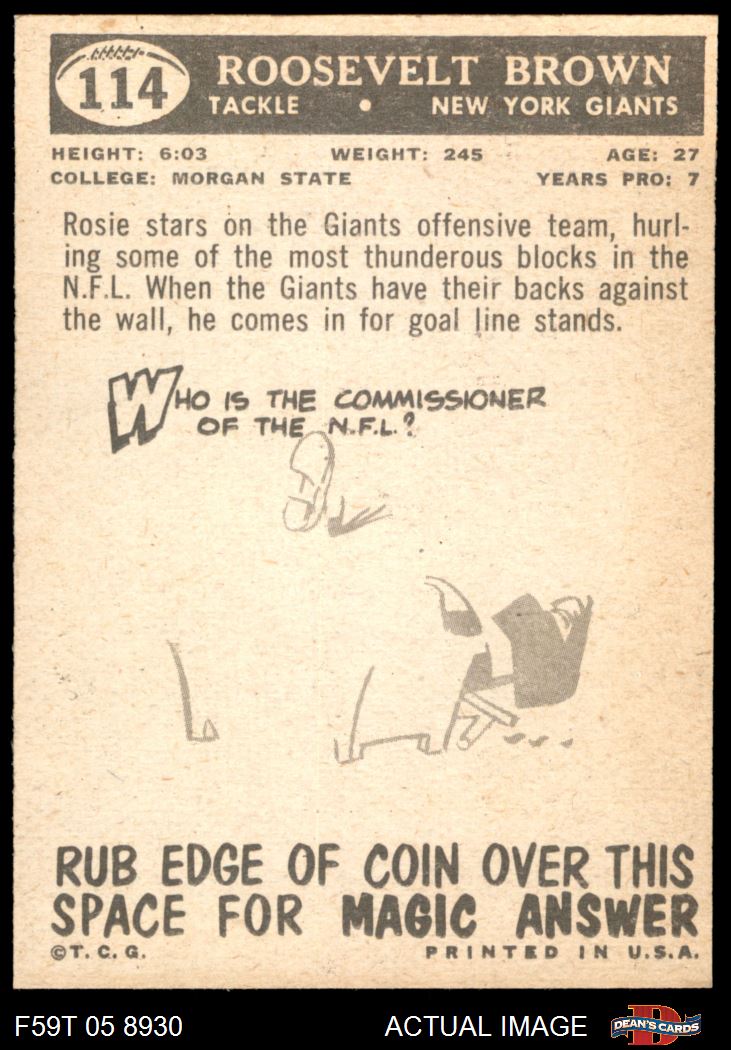 114
ROOSEVELT BROWN
TACKLE • NEW YORK GIANTS
HEIGHT: 6:03 WEIGHT: 245 AGE: 27
COLLEGE: MORGAN STATE YEARS PRO: 7
Rosie stars on the Giants offensive team, hurl-
ing some of the most thunderous blocks in the
N.F.L. When the Giants have their backs against
the wall, he comes in for goal line stands.
WHO IS THE COMMISSIONER
OF THE N.F.L.?
RUB EDGE OF COIN OVER THIS
SPACE FOR MAGIC ANSWER
©T.C.G. PRINTED IN U.S.A.
F59T 05 8930 ACTUAL IMAGE D DEAN'S CARDS